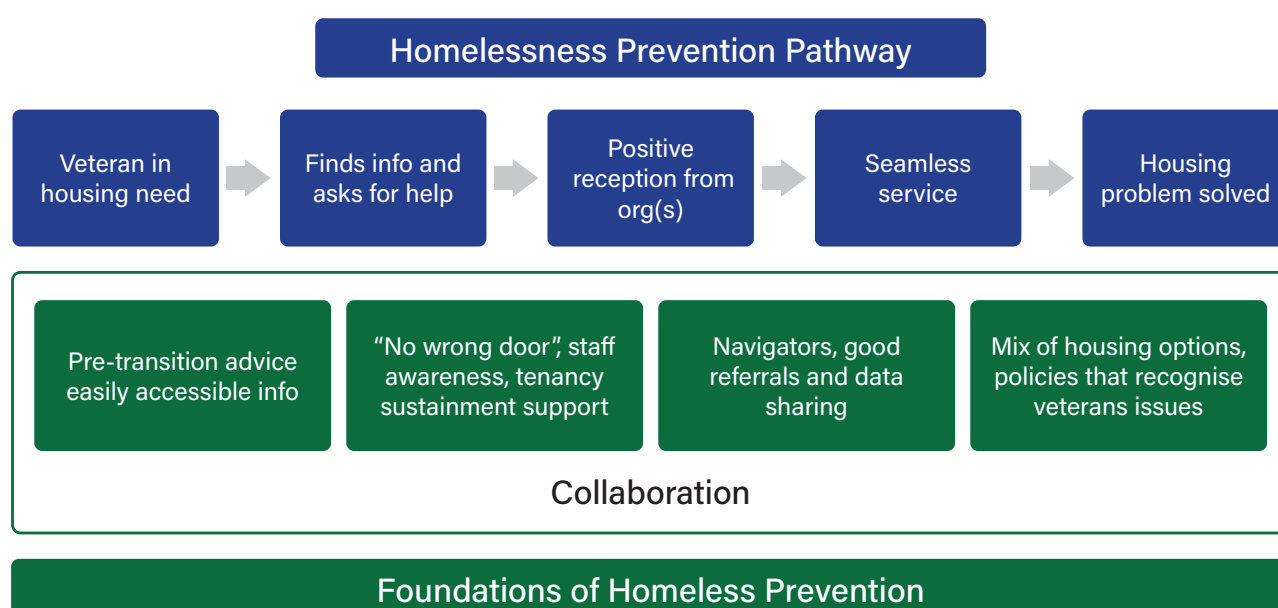 Homelessness Prevention Pathway
Veteran in
housing need
Finds info and
asks for help
Positive
reception from
org(s)
Seamless
service
Housing
problem solved
Pre-transition advice
easily accessible info
“No wrong door”, staff
awareness, tenancy
sustainment support
Navigators, good
referrals and data
sharing
Mix of housing options,
policies that recognise
veterans issues
Collaboration
Foundations of Homeless Prevention